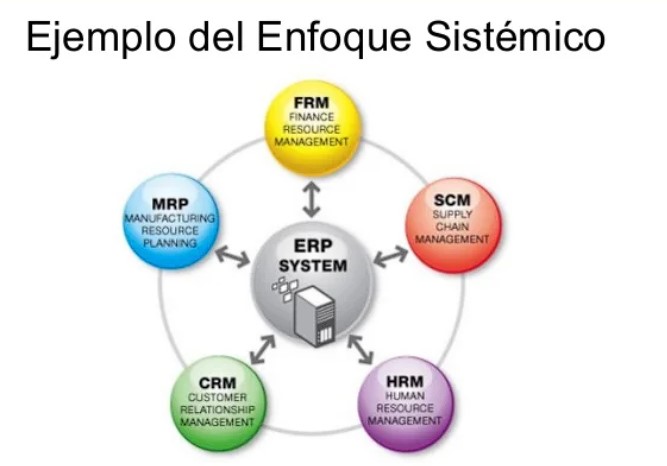 Ejemplo del Enfoque Sistémico
FRM
FINANCE
RESOURCE
MANAGEMENT
MRP
MANUFACTURING
RESOURCE
PLANNING
SCM
SUPPLY
CHAIN
MANAGEMENT
ERP
SYSTEM
CRM
CUSTOMER
RELATIONSHIP
MANAGEMENT
HRM
HUMAN
RESOURCE
MANAGEMENT